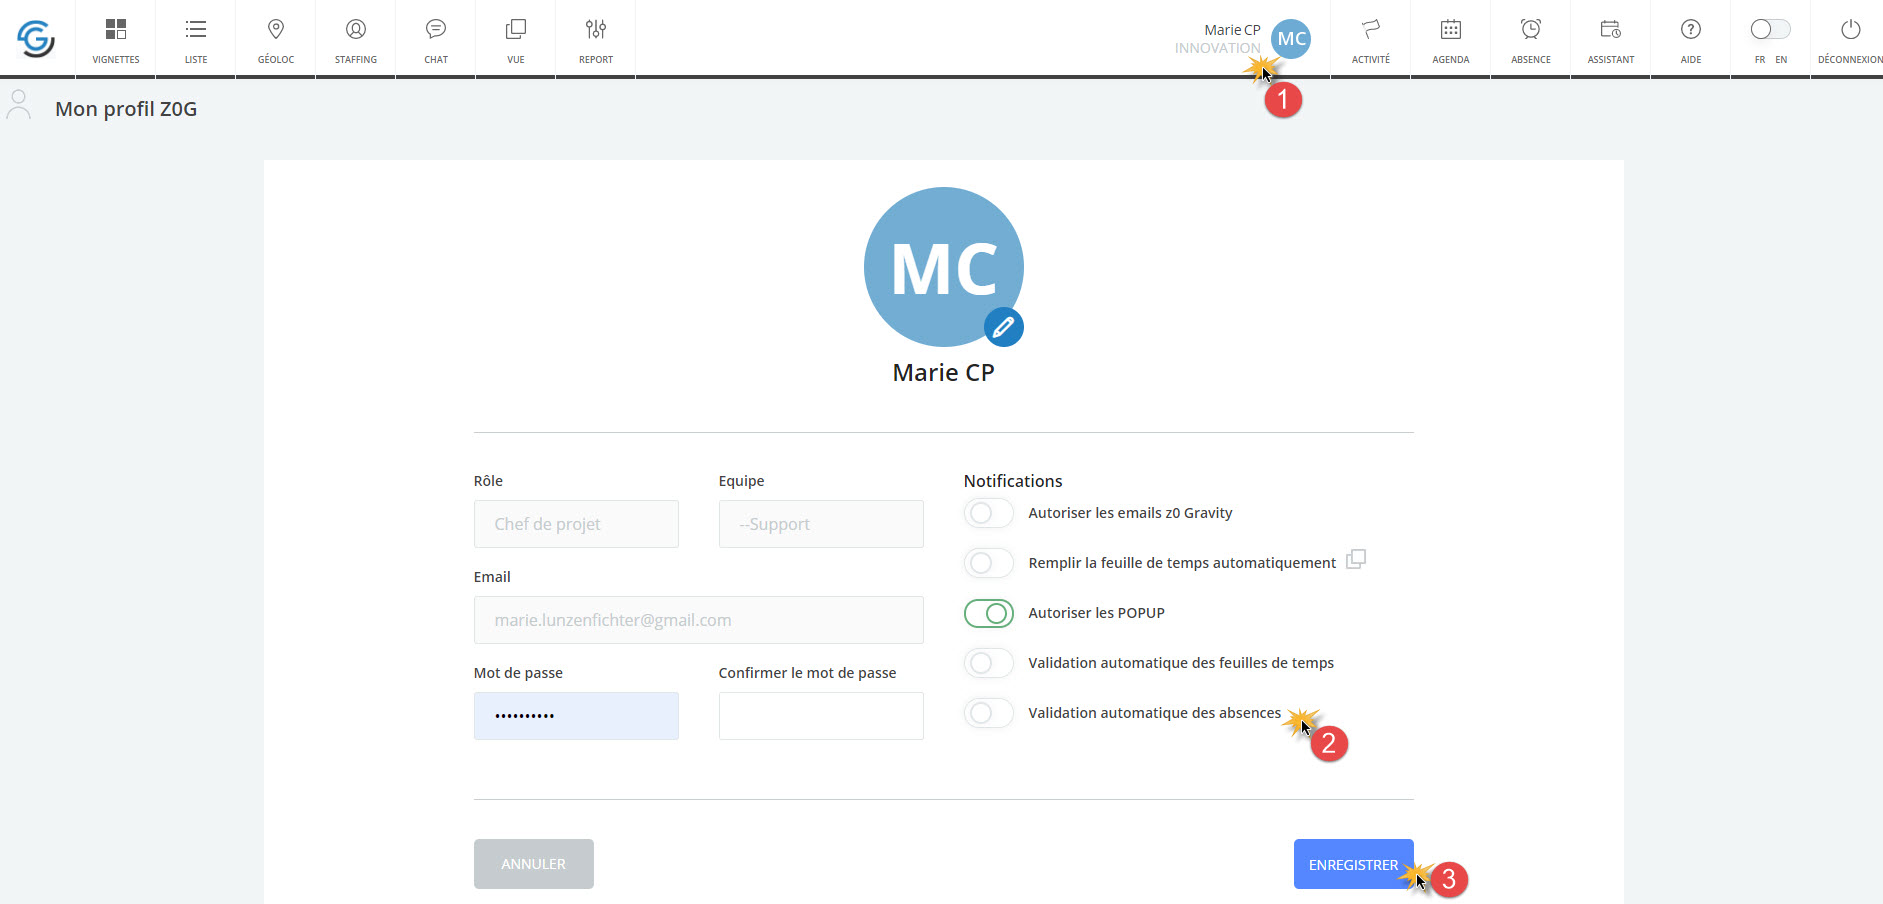 VIGNETTES
LISTE
GÉOLOC
STAFFING
CHAT
VUE
REPORT
Marie CP
INNOVATION
MC
ACTIVITÉ
AGENDA
ABSENCE
ASSISTANT
AIDE
FR EN
DÉCONNEXION
1
Mon profil Z0G
MC
Marie CP
Rôle
Equipe
Notifications
Chef de projet
--Support
Autoriser les emails z0 Gravity
Remplir la feuille de temps automatiquement
Email
marie.lunzenfichter@gmail.com
Autoriser les POPUP
Validation automatique des feuilles de temps
Mot de passe
Confirmer le mot de passe
••••••••••
Validation automatique des absences
2
ANNULER
ENREGISTRER
3